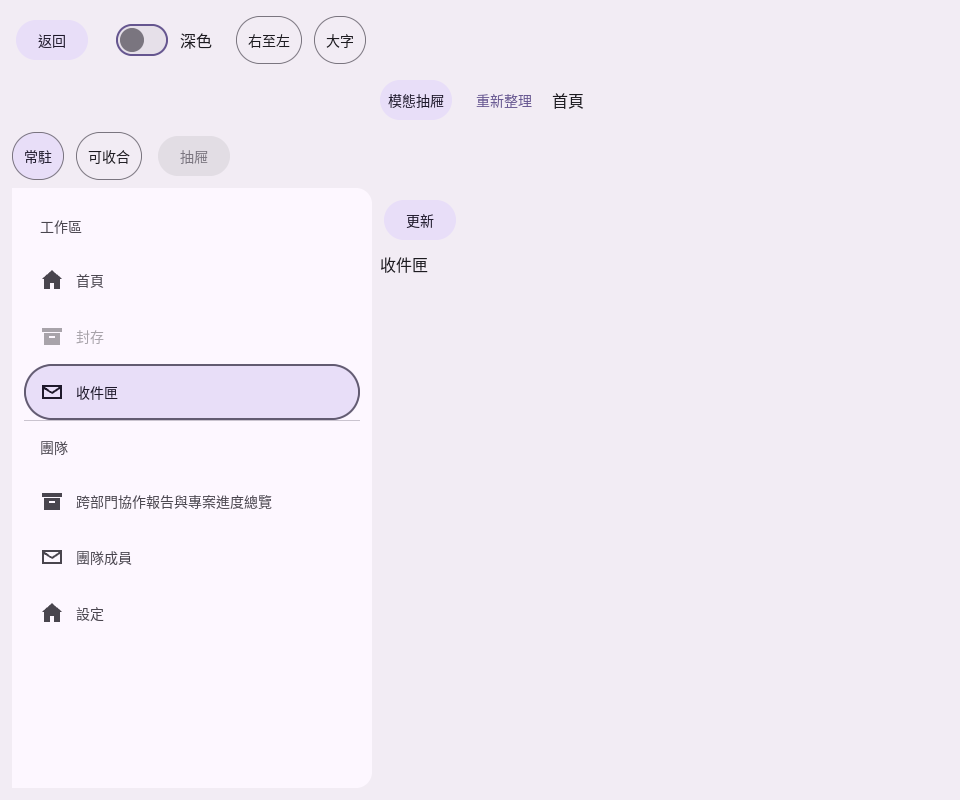 返回 深色 右至左 大字
模態抽屜 重新整理 首頁
常駐 可收合 抽屜
工作區
首頁
封存
收件匣
團隊
跨部門協作報告與專案進度總覽
團隊成員
設定
更新
收件匣